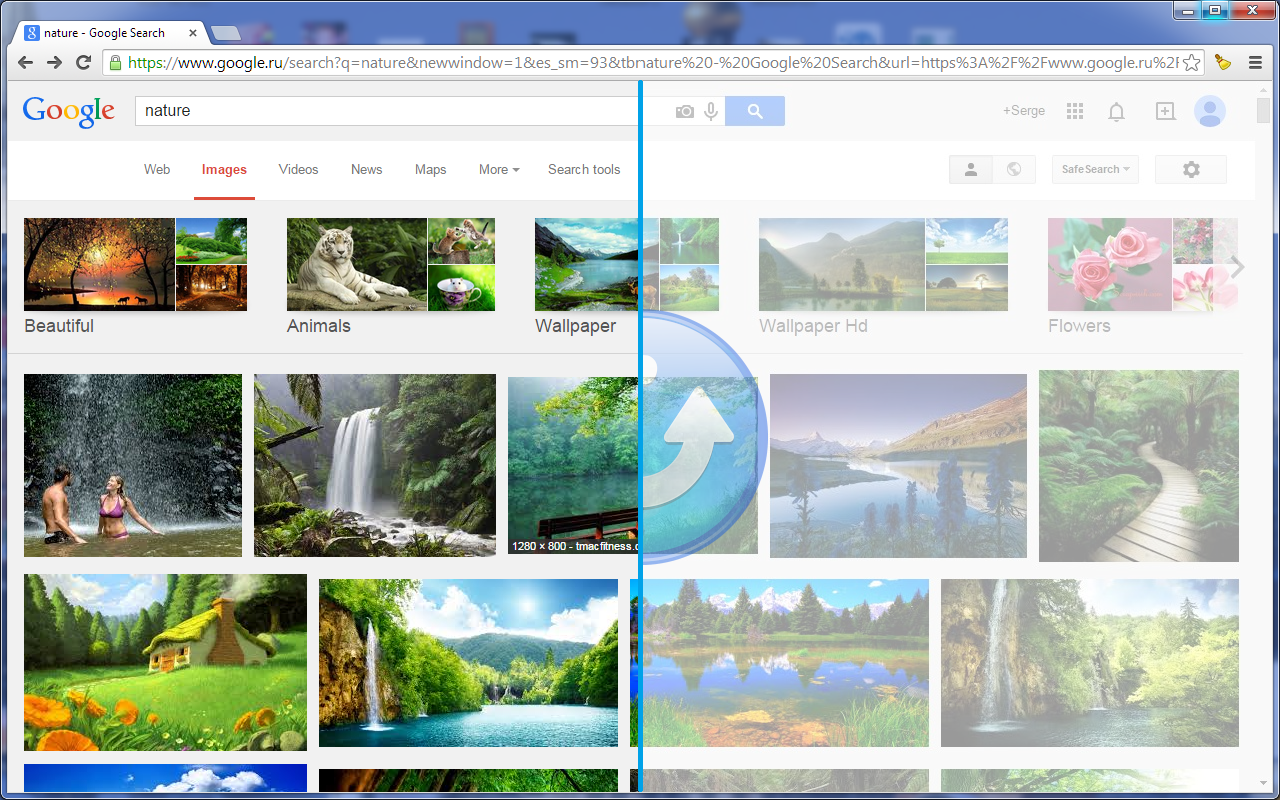 nature - Google Search
https://www.google.ru/search?q=nature&newwindow=1&es_sm=93&tbnature%20-%20Google%20Search&url=https%3A%2F%2Fwww.google.ru%2F
Google nature +Serge
Web Images Videos News Maps More Search tools SafeSearch
Beautiful Animals Wallpaper Wallpaper Hd Flowers
1280 × 800 - tmacfitness.c